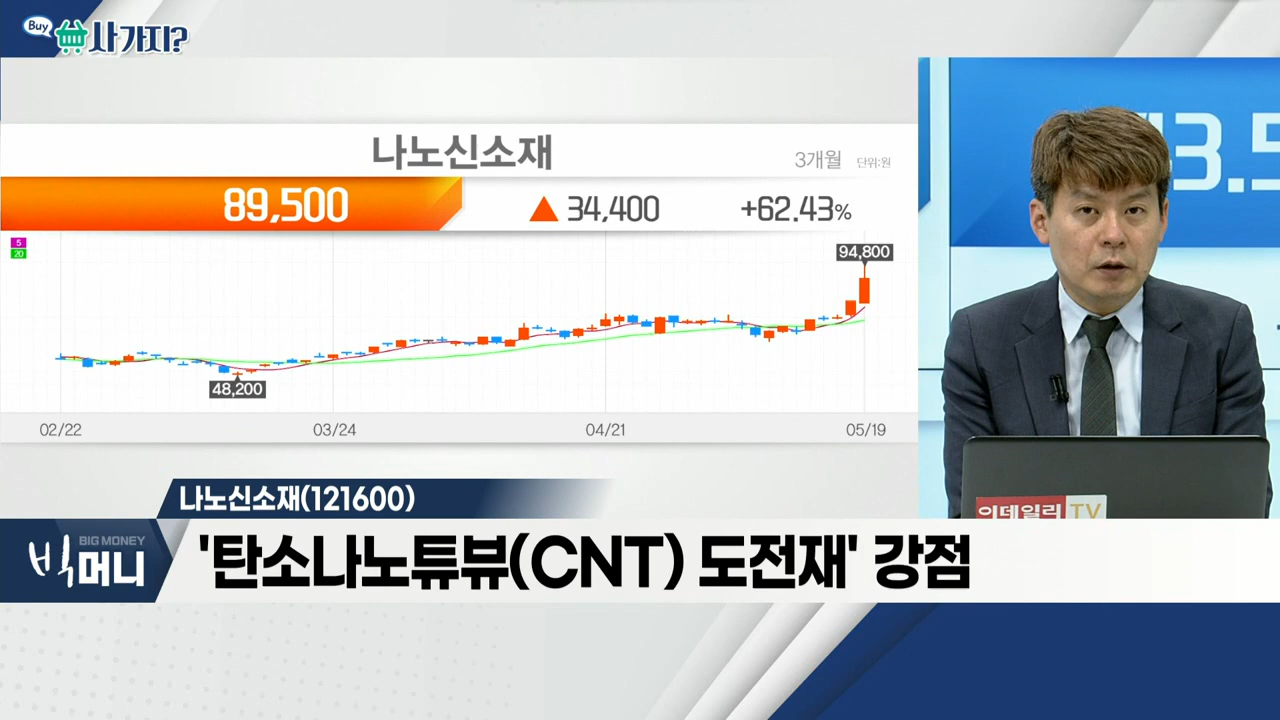 Buy 사 가지?
나노신소재
3개월 단위:원
89,500 ▲ 34,400 +62.43%
5
20
94,800
48,200
02/22 03/24 04/21 05/19
3.5
이데일리 TV
나노신소재(121600)
BIG MONEY
빅머니
'탄소나노튜뷰(CNT) 도전재' 강점